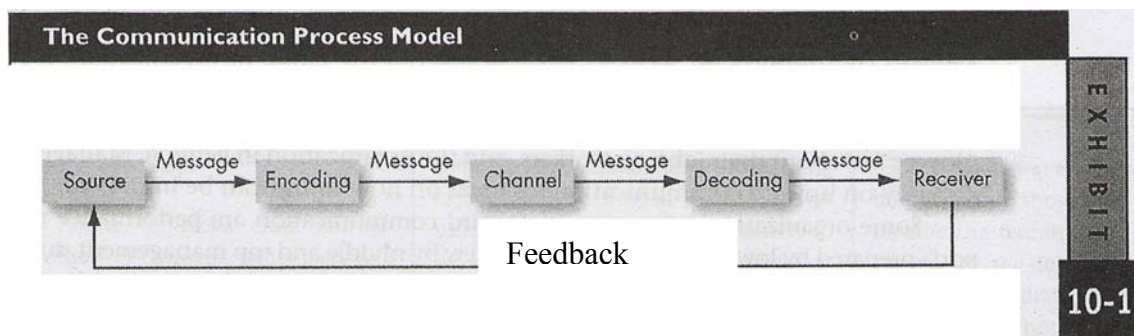 The Communication Process Model
EXHIBIT
Message Message Message Message
Source Encoding Channel Decoding Receiver
Feedback
10-1